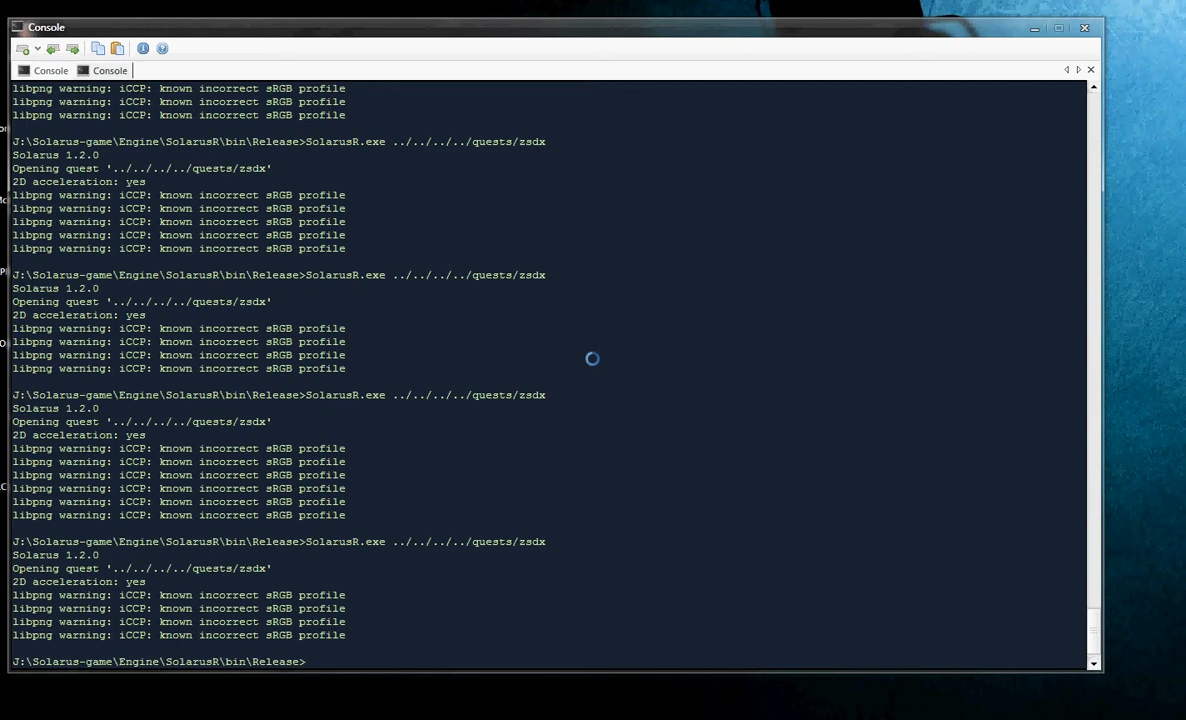 Console
Console
Console
libpng warning: iCCP: known incorrect sRGB profile
libpng warning: iCCP: known incorrect sRGB profile
libpng warning: iCCP: known incorrect sRGB profile
J:\Solarus-game\Engine\SolarusR\bin\Release>SolarusR.exe ../../../../quests/zsdx
Solarus 1.2.0
Opening quest '../../../../quests/zsdx'
2D acceleration: yes
libpng warning: iCCP: known incorrect sRGB profile
libpng warning: iCCP: known incorrect sRGB profile
libpng warning: iCCP: known incorrect sRGB profile
libpng warning: iCCP: known incorrect sRGB profile
libpng warning: iCCP: known incorrect sRGB profile
J:\Solarus-game\Engine\SolarusR\bin\Release>SolarusR.exe ../../../../quests/zsdx
Solarus 1.2.0
Opening quest '../../../../quests/zsdx'
2D acceleration: yes
libpng warning: iCCP: known incorrect sRGB profile
libpng warning: iCCP: known incorrect sRGB profile
libpng warning: iCCP: known incorrect sRGB profile
libpng warning: iCCP: known incorrect sRGB profile
J:\Solarus-game\Engine\SolarusR\bin\Release>SolarusR.exe ../../../../quests/zsdx
Solarus 1.2.0
Opening quest '../../../../quests/zsdx'
2D acceleration: yes
libpng warning: iCCP: known incorrect sRGB profile
libpng warning: iCCP: known incorrect sRGB profile
libpng warning: iCCP: known incorrect sRGB profile
libpng warning: iCCP: known incorrect sRGB profile
libpng warning: iCCP: known incorrect sRGB profile
libpng warning: iCCP: known incorrect sRGB profile
J:\Solarus-game\Engine\SolarusR\bin\Release>SolarusR.exe ../../../../quests/zsdx
Solarus 1.2.0
Opening quest '../../../../quests/zsdx'
2D acceleration: yes
libpng warning: iCCP: known incorrect sRGB profile
libpng warning: iCCP: known incorrect sRGB profile
libpng warning: iCCP: known incorrect sRGB profile
libpng warning: iCCP: known incorrect sRGB profile
J:\Solarus-game\Engine\SolarusR\bin\Release>